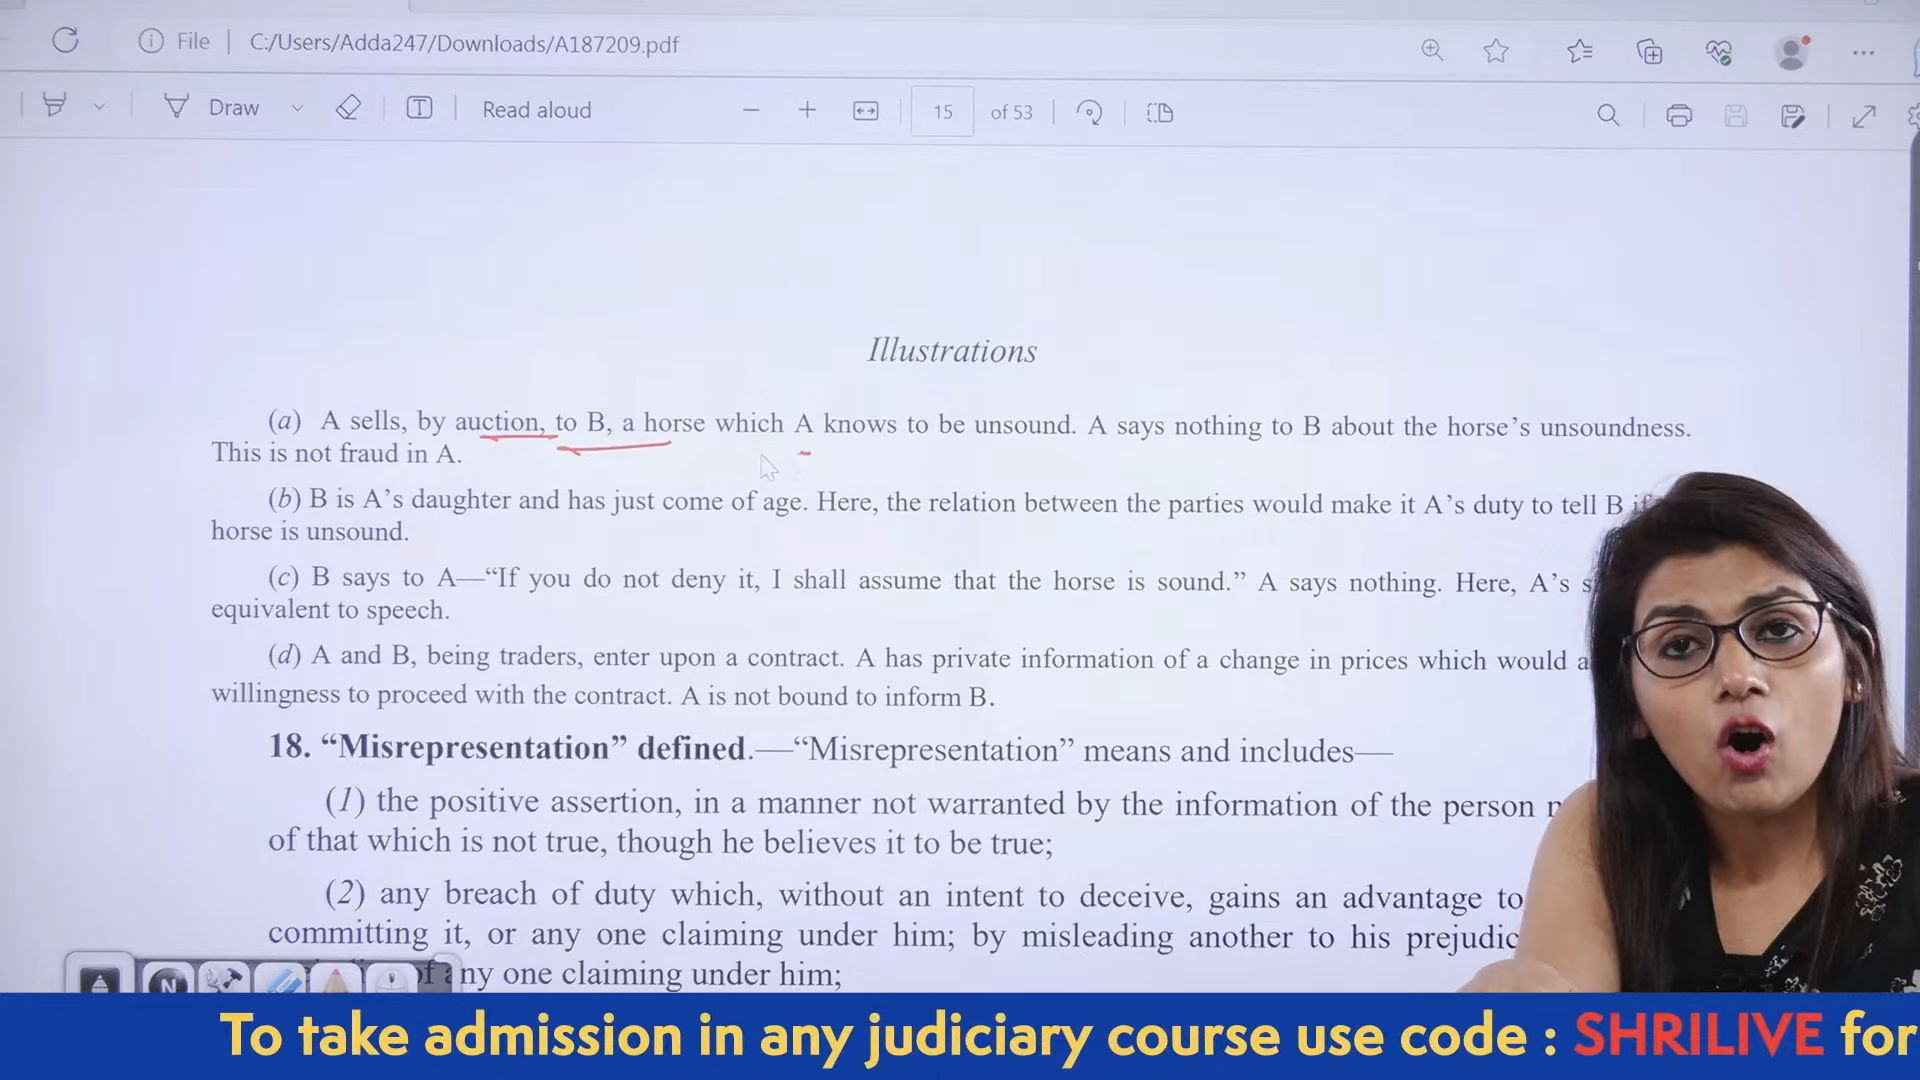 File | C:/Users/Adda247/Downloads/A187209.pdf
Draw
Read aloud
15 of 53
Illustrations
(a) A sells, by auction, to B, a horse which A knows to be unsound. A says nothing to B about the horse's unsoundness.
This is not fraud in A.
(b) B is A's daughter and has just come of age. Here, the relation between the parties would make it A's duty to tell B
horse is unsound.
(c) B says to A—“If you do not deny it, I shall assume that the horse is sound.” A says nothing. Here, A's
equivalent to speech.
(d) A and B, being traders, enter upon a contract. A has private information of a change in prices which would
willingness to proceed with the contract. A is not bound to inform B.
18. “Misrepresentation” defined.—“Misrepresentation” means and includes—
(1) the positive assertion, in a manner not warranted by the information of the person
of that which is not true, though he believes it to be true;
(2) any breach of duty which, without an intent to deceive, gains an advantage to
committing it, or any one claiming under him; by misleading another to his
any one claiming under him;
N
To take admission in any judiciary course use code : SHRILIVE for